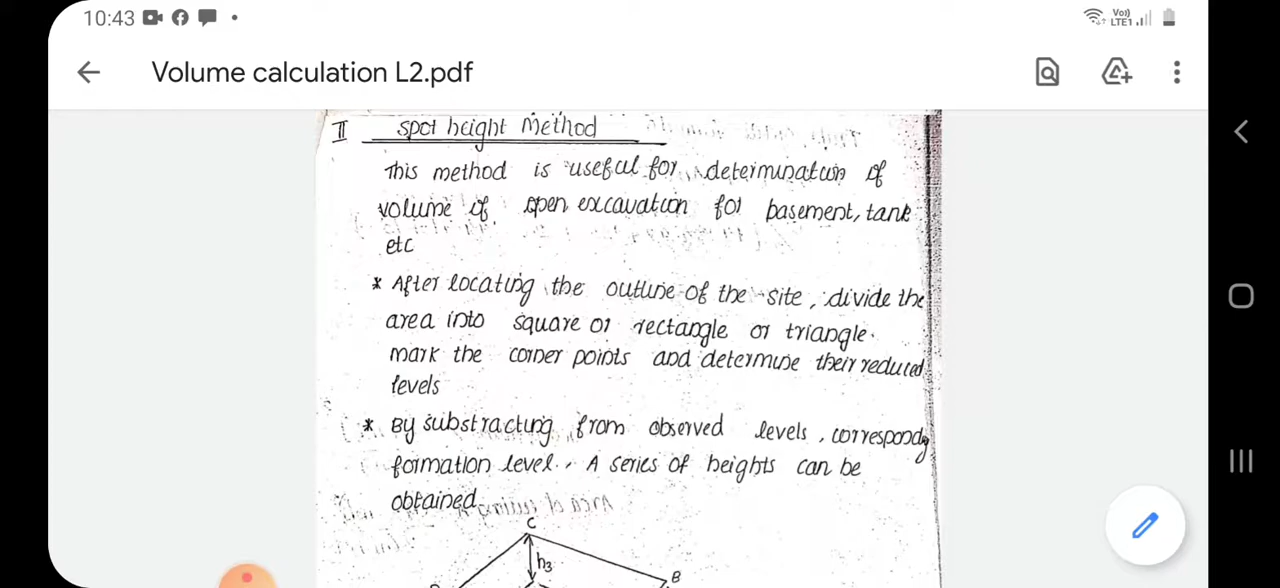 10:43
Vo))
LTE1
Volume calculation L2.pdf
II spot height Method
This method is useful for determination of
volume of open excavation for basement, tank
etc
* After locating the outline of the site, divide the
area into square or rectangle or triangle.
mark the corner points and determine their reduced
levels
* By substracting from observed levels, correspondg
formation level. A series of heights can be
obtained
C
h3
B